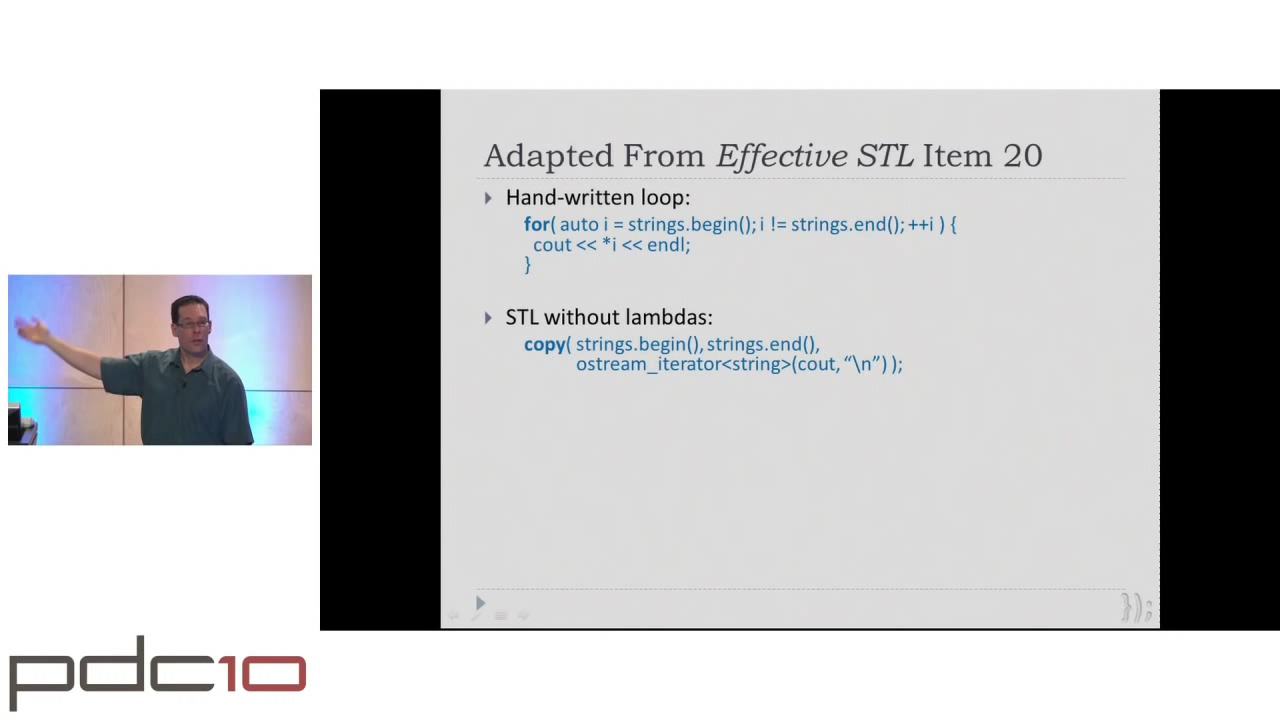 Adapted From Effective STL Item 20
Hand-written loop:
for( auto i = strings.begin(); i != strings.end(); ++i ) {
cout << *i << endl;
}
STL without lambdas:
copy( strings.begin(), strings.end(),
ostream_iterator<string>(cout, “\n”) );
});
pdc10